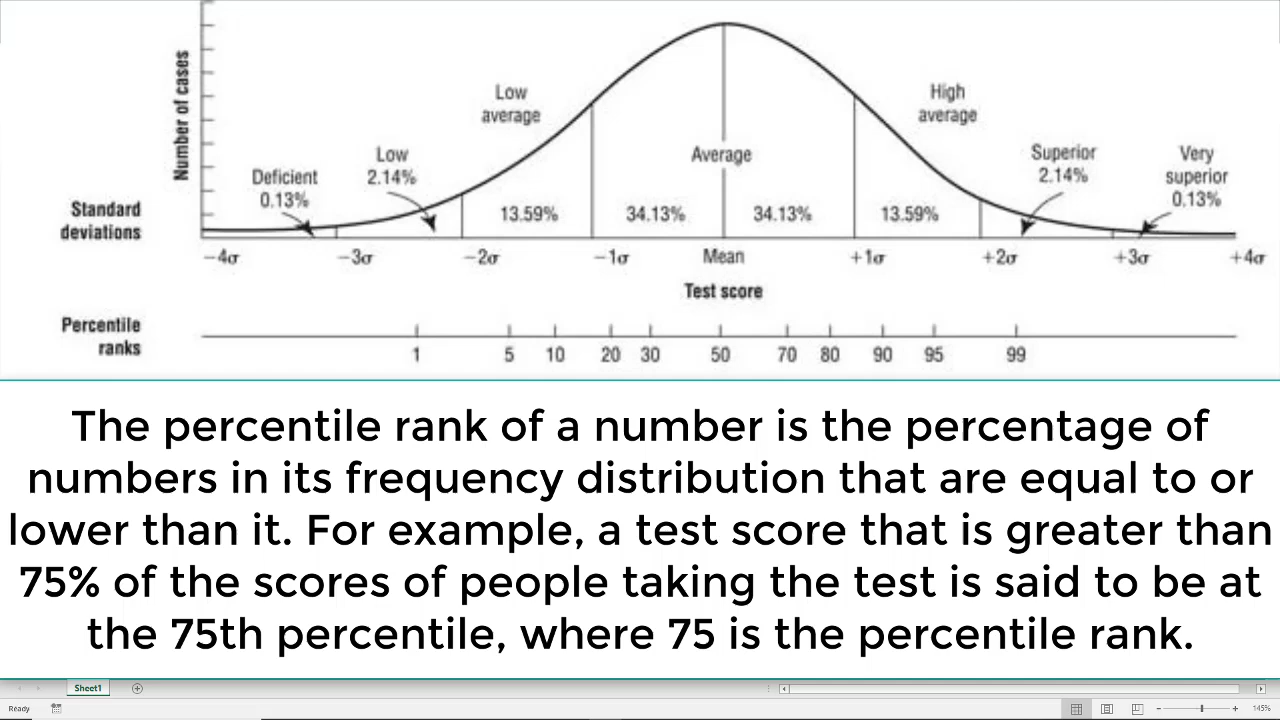 Number of cases
Low
average
High
average
Low
2.14%
Average
Superior
2.14%
Very
superior
0.13%
Deficient
0.13%
13.59%
34.13%
34.13%
13.59%
Standard
deviations
−4σ −3σ −2σ −1σ Mean +1σ +2σ +3σ +4σ
Test score
Percentile
ranks
1 5 10 20 30 50 70 80 90 95 99
The percentile rank of a number is the percentage of
numbers in its frequency distribution that are equal to or
lower than it. For example, a test score that is greater than
75% of the scores of people taking the test is said to be at
the 75th percentile, where 75 is the percentile rank.
Sheet1
Ready
145%